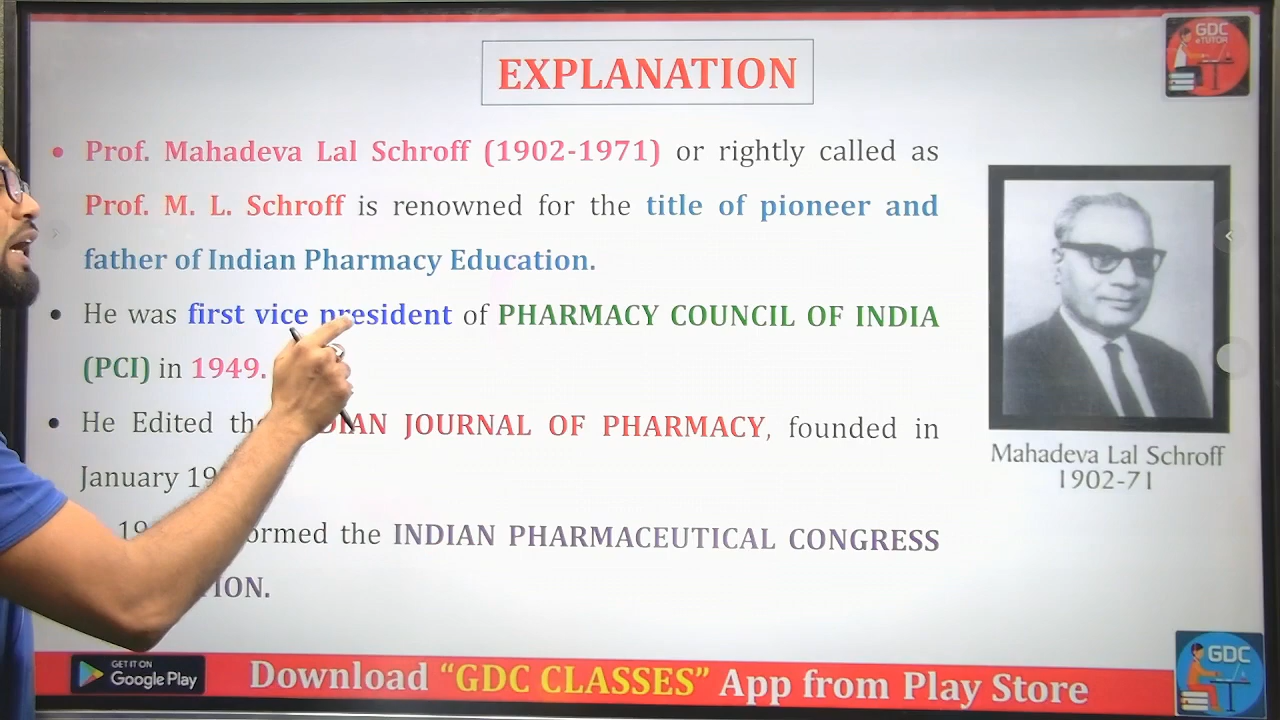 EXPLANATION
GDC
eTUTOR
• Prof. Mahadeva Lal Schroff (1902-1971) or rightly called as
Prof. M. L. Schroff is renowned for the title of pioneer and
father of Indian Pharmacy Education.
• He was first vice president of PHARMACY COUNCIL OF INDIA
(PCI) in 1949.
• He Edited JOURNAL OF PHARMACY, founded in
January
the INDIAN PHARMACEUTICAL CONGRESS
Mahadeva Lal Schroff
1902-71
GET IT ON
Google Play
Download “GDC CLASSES” App from Play Store
GDC